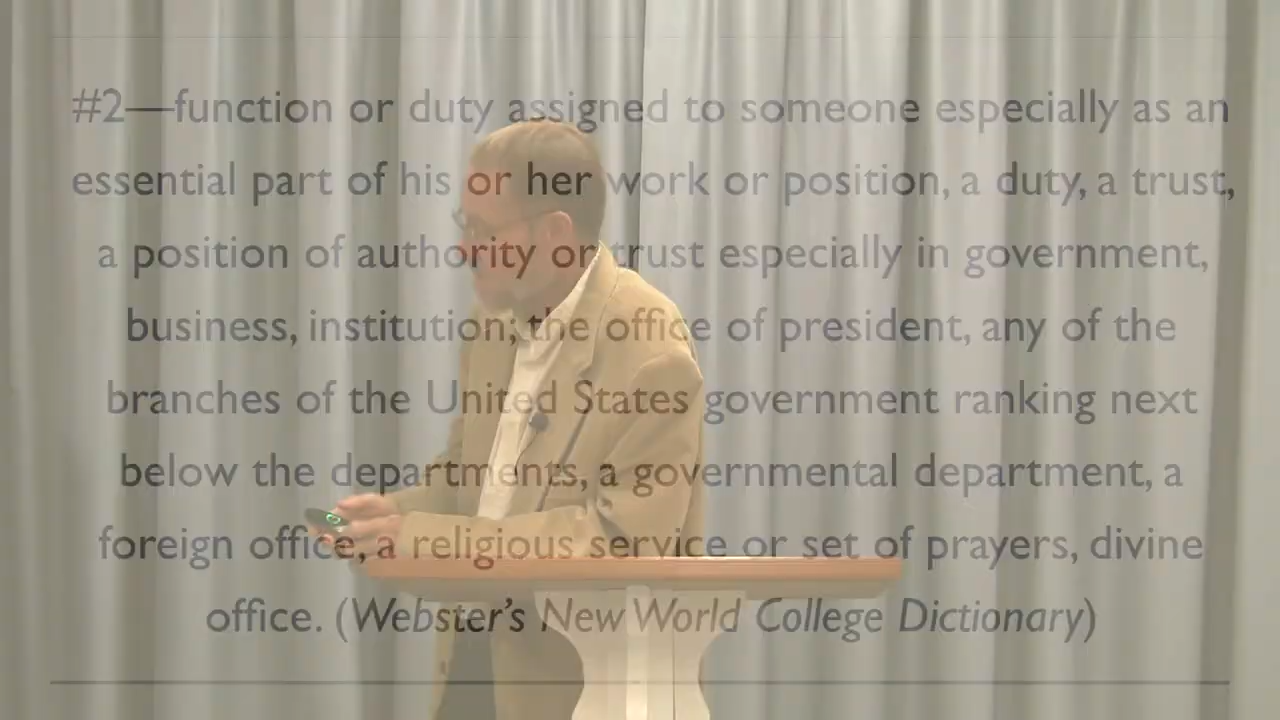 #2—function or duty assigned to someone especially as an
essential part of his or her work or position, a duty, a trust,
a position of authority or trust especially in government,
business, institution; the office of president, any of the
branches of the United States government ranking next
below the departments, a governmental department, a
foreign office, a religious service or set of prayers, divine
office. (Webster’s New World College Dictionary)